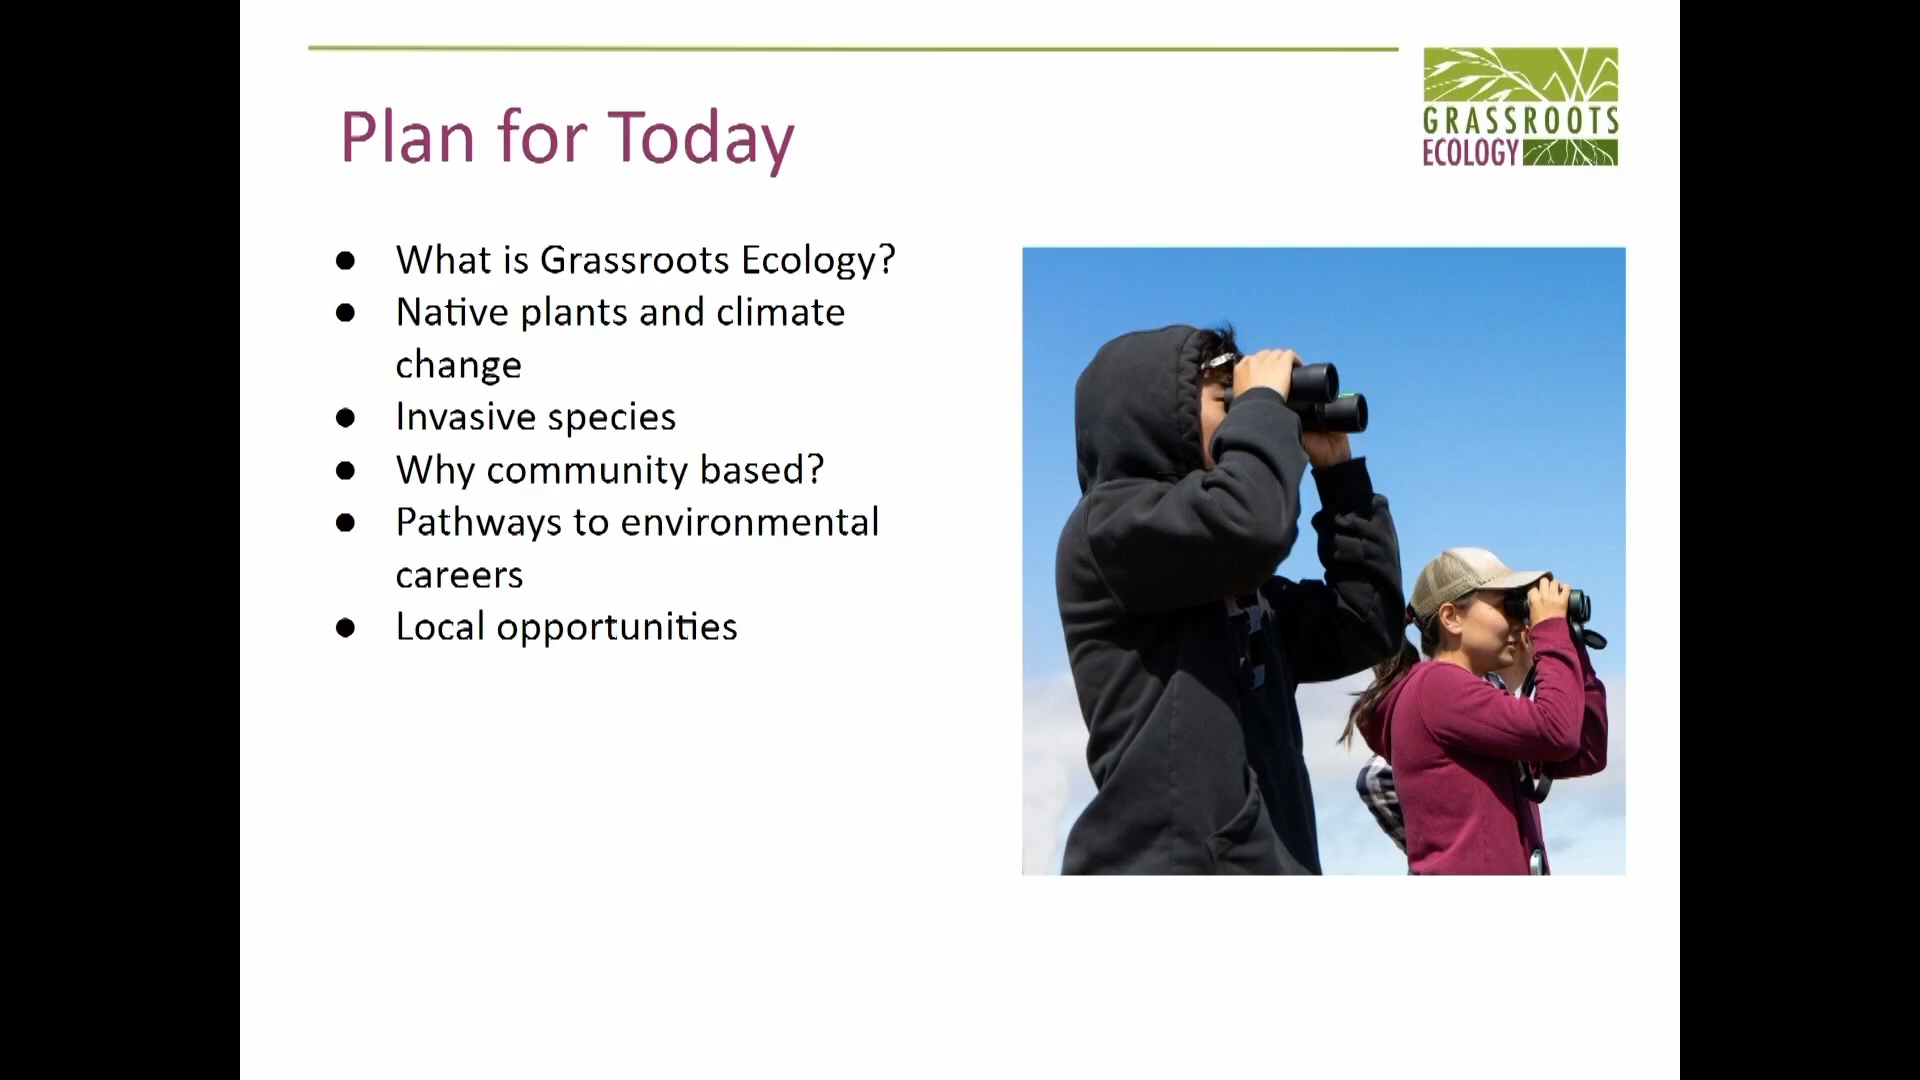 GRASSROOTS
ECOLOGY
Plan for Today
● What is Grassroots Ecology?
● Native plants and climate
change
● Invasive species
● Why community based?
● Pathways to environmental
careers
● Local opportunities